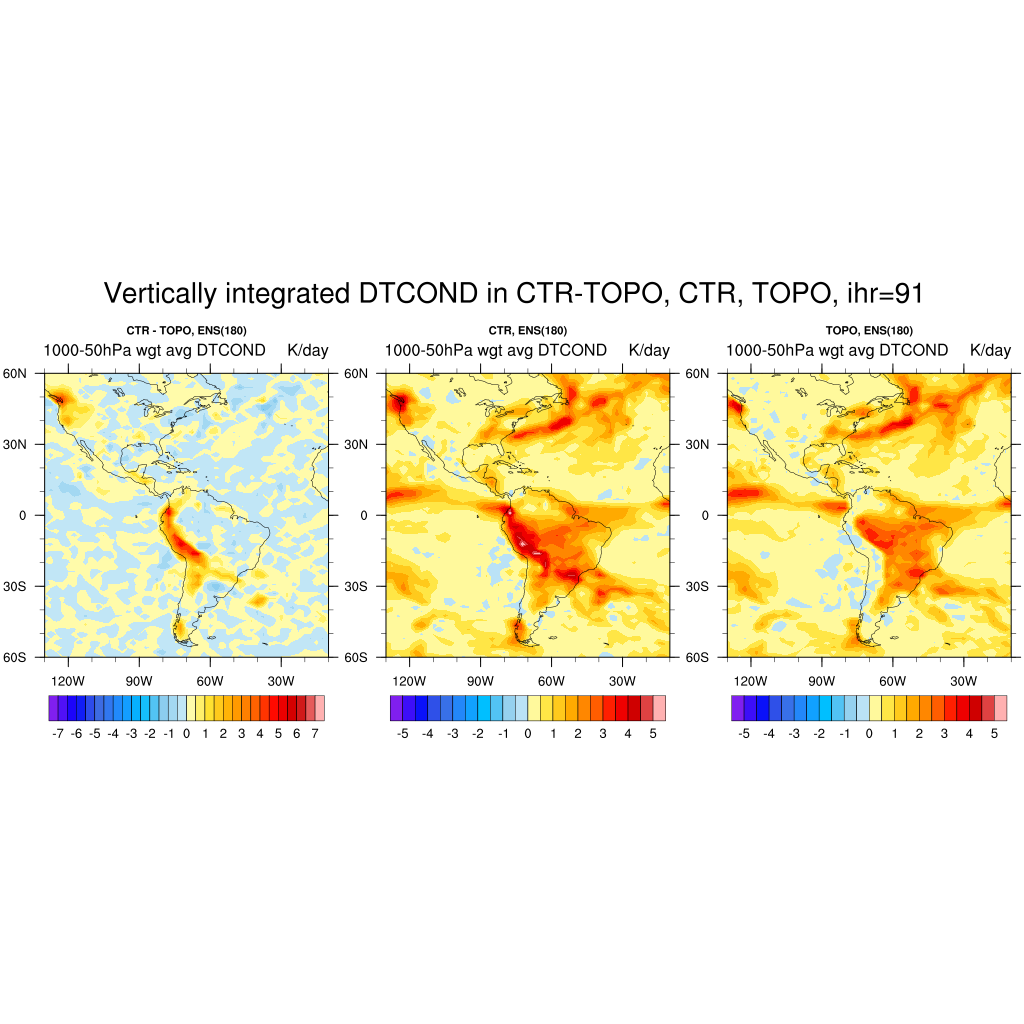 Vertically integrated DTCOND in CTR-TOPO, CTR, TOPO, ihr=91
CTR - TOPO, ENS(180)
1000-50hPa wgt avg DTCOND K/day
60N
30N
0
30S
60S
120W 90W 60W 30W
-7 -6 -5 -4 -3 -2 -1 0 1 2 3 4 5 6 7
CTR, ENS(180)
1000-50hPa wgt avg DTCOND K/day
60N
30N
0
30S
60S
120W 90W 60W 30W
-5 -4 -3 -2 -1 0 1 2 3 4 5
TOPO, ENS(180)
1000-50hPa wgt avg DTCOND K/day
60N
30N
0
30S
60S
120W 90W 60W 30W
-5 -4 -3 -2 -1 0 1 2 3 4 5